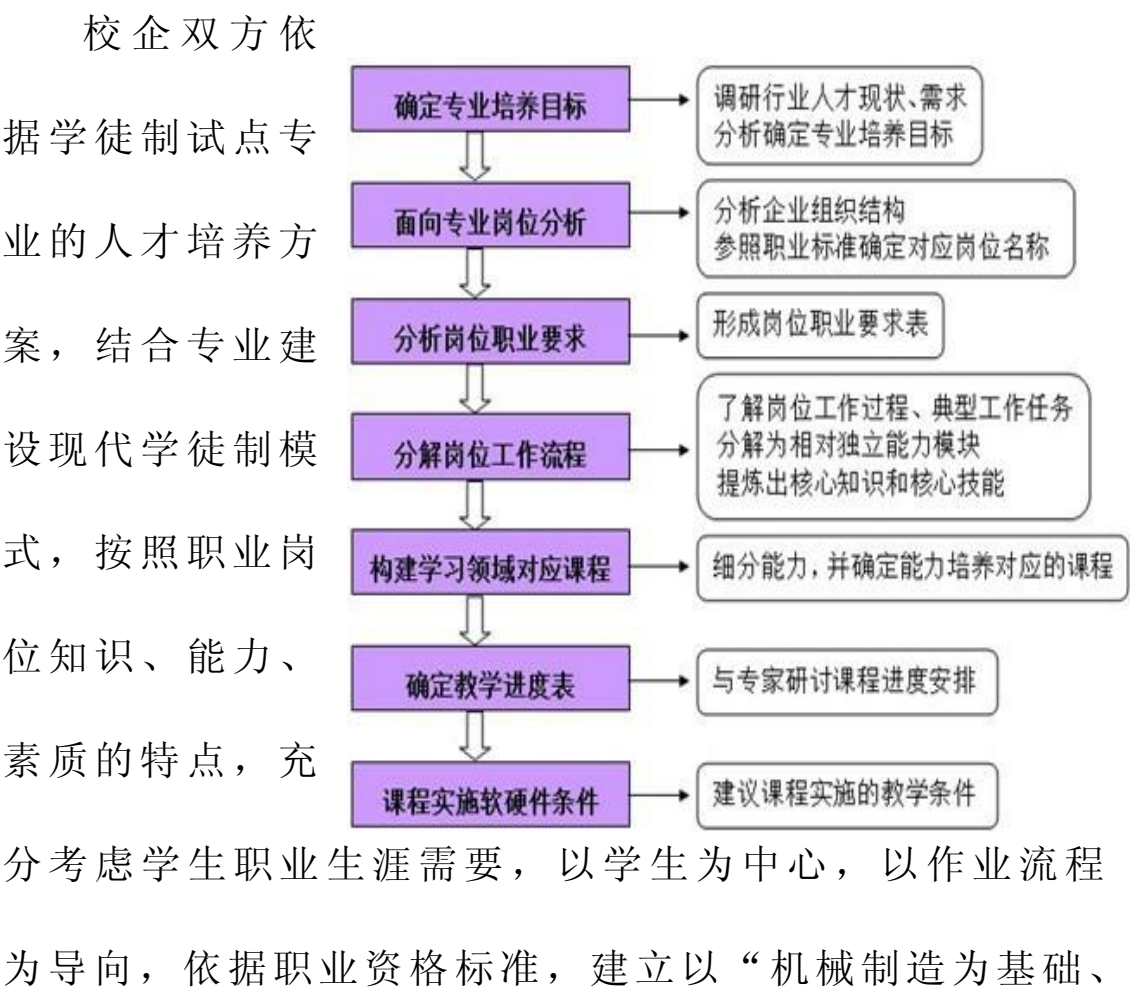 校企双方依
据学徒制试点专
业的人才培养方
案，结合专业建
设现代学徒制模
式，按照职业岗
位知识、能力、
素质的特点，充
分考虑学生职业生涯需要，以学生为中心，以作业流程
为导向，依据职业资格标准，建立以“机械制造为基础、
确定专业培养目标
调研行业人才现状、需求
分析确定专业培养目标
面向专业岗位分析
分析企业组织结构
参照职业标准确定对应岗位名称
分析岗位职业要求
形成岗位职业要求表
分解岗位工作流程
了解岗位工作过程、典型工作任务
分解为相对独立能力模块
提炼出核心知识和核心技能
构建学习领域对应课程
细分能力，并确定能力培养对应的课程
确定教学进度表
与专家研讨课程进度安排
课程实施软硬件条件
建议课程实施的教学条件